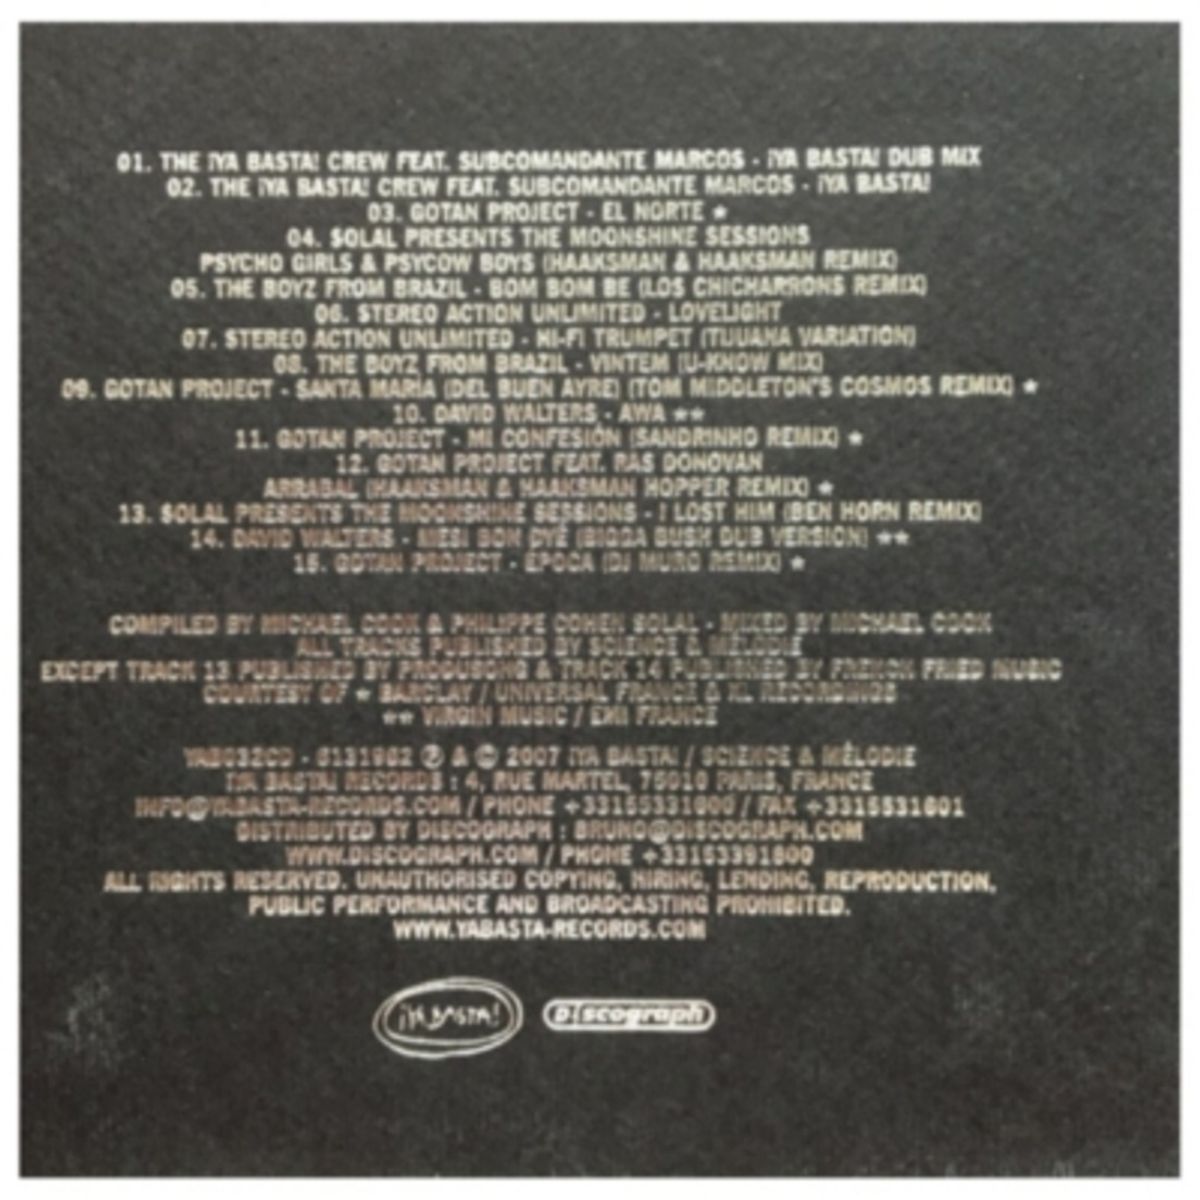 01. THE ¡YA BASTA! CREW FEAT. SUBCOMANDANTE MARCOS - ¡YA BASTA! DUB MIX
02. THE ¡YA BASTA! CREW FEAT. SUBCOMANDANTE MARCOS - ¡YA BASTA!
03. GOTAN PROJECT - EL NORTE ★
04. SOLAL PRESENTS THE MOONSHINE SESSIONS
PSYCHO GIRLS & PSYCOW BOYS (HAAKSMAN & HAAKSMAN REMIX)
05. THE BOYZ FROM BRAZIL - BOM BOM BE (LOS CHICHARRONS REMIX)
06. STEREO ACTION UNLIMITED - LOVELIGHT
07. STEREO ACTION UNLIMITED - HI-FI TRUMPET (TIJUANA VARIATION)
08. THE BOYZ FROM BRAZIL - VINTEM (U-KNOW MIX)
09. GOTAN PROJECT - SANTA MARIA (DEL BUEN AYRE) (TOM MIDDLETON'S COSMOS REMIX) ★
10. DAVID WALTERS - AWA ★★
11. GOTAN PROJECT - MI CONFESIÓN (SANDRINHO REMIX) ★
12. GOTAN PROJECT FEAT. RAS DONOVAN
ARRABAL (HAAKSMAN & HAAKSMAN HOPPER REMIX) ★
13. SOLAL PRESENTS THE MOONSHINE SESSIONS - I LOST HIM (BEN HORN REMIX)
14. DAVID WALTERS - MESI BON DYÉ (BIGGA BUSH DUB VERSION) ★★
15. GOTAN PROJECT - ÉPOCA (DJ MURO REMIX) ★
COMPILED BY MICHAEL COOK & PHILIPPE COHEN SOLAL - MIXED BY MICHAEL COOK
ALL TRACKS PUBLISHED BY SCIENCE & MÉLODIE
EXCEPT TRACK 13 PUBLISHED BY & TRACK 14 PUBLISHED BY FRENCH FRIED MUSIC
COURTESY OF ★ BARCLAY / UNIVERSAL FRANCE & XL RECORDINGS
★★ VIRGIN MUSIC / EMI FRANCE
YAB032CD - 6131982 ℗ & © 2007 ¡YA BASTA! / SCIENCE & MÉLODIE
¡YA BASTA! RECORDS : 4, RUE MARTEL, 75010 PARIS, FRANCE
INFO@YABASTA-RECORDS.COM / PHONE / FAX
DISTRIBUTED BY DISCOGRAPH : BRUNO@DISCOGRAPH.COM
WWW.DISCOGRAPH.COM / PHONE
ALL RIGHTS RESERVED. UNAUTHORISED COPYING, HIRING, LENDING, REPRODUCTION,
PUBLIC PERFORMANCE AND BROADCASTING PROHIBITED.
WWW.YABASTA-RECORDS.COM
¡YA BASTA! Discograph